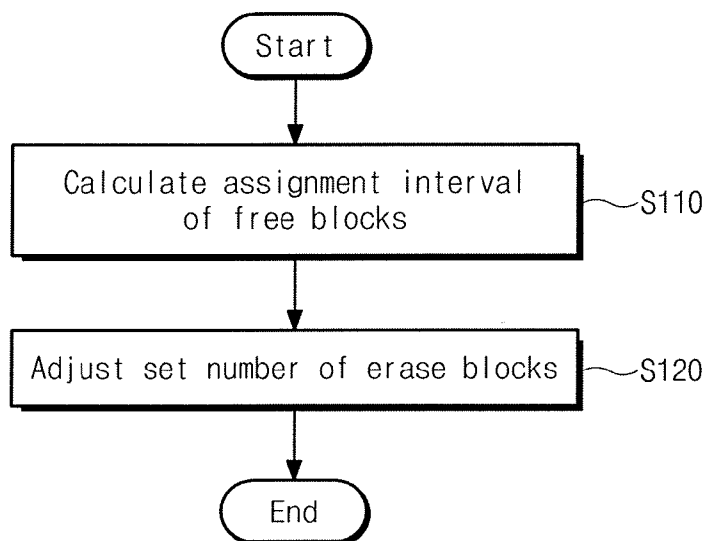 Start
Calculate assignment interval
of free blocks
S110
Adjust set number of erase blocks
S120
End